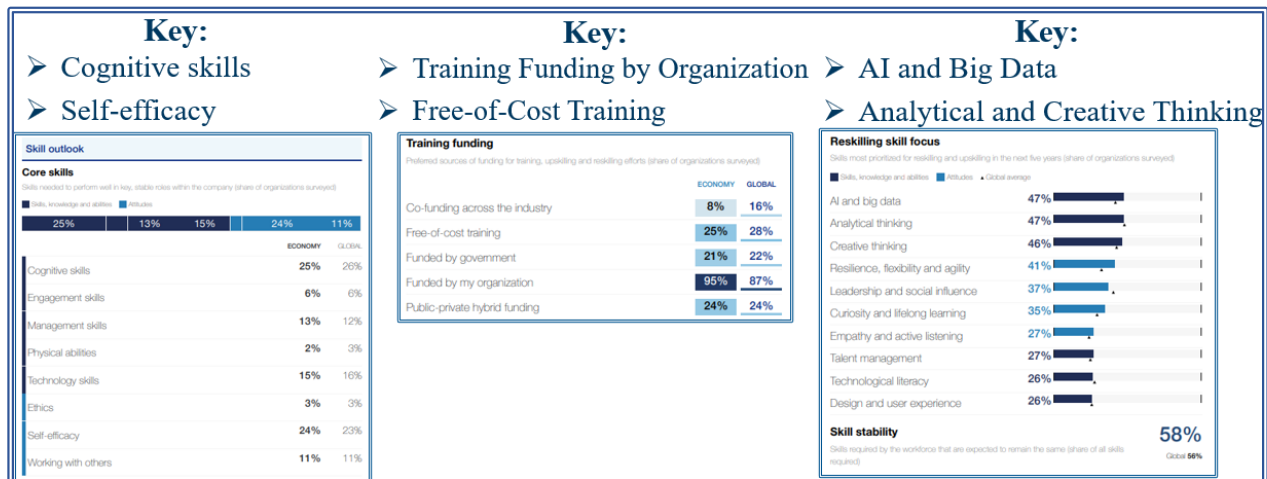 Key:
➢ Cognitive skills
➢ Self-efficacy
Skill outlook
Core skills
Skills needed to perform well in key, stable roles within the company (share of organizations surveyed)
Skills, knowledge and abilities Attitudes
25% 13% 15% 24% 11%
ECONOMY GLOBAL
Cognitive skills 25% 26%
Engagement skills 6% 6%
Management skills 13% 12%
Physical abilities 2% 3%
Technology skills 15% 16%
Ethics 3% 3%
Self-efficacy 24% 23%
Working with others 11% 11%
Key:
➢ Training Funding by Organization
➢ Free-of-Cost Training
Training funding
Preferred sources of funding for training, upskilling and reskilling efforts (share of organizations surveyed)
ECONOMY GLOBAL
Co-funding across the industry 8% 16%
Free-of-cost training 25% 28%
Funded by government 21% 22%
Funded by my organization 95% 87%
Public-private hybrid funding 24% 24%
Key:
➢ AI and Big Data
➢ Analytical and Creative Thinking
Reskilling skill focus
Skills most prioritized for reskilling and upskilling in the next five years (share of organizations surveyed)
Skills, knowledge and abilities Attitudes Global average
AI and big data 47%
Analytical thinking 47%
Creative thinking 46%
Resilience, flexibility and agility 41%
Leadership and social influence 37%
Curiosity and lifelong learning 35%
Empathy and active listening 27%
Talent management 27%
Technological literacy 26%
Design and user experience 26%
Skill stability 58%
Skills required by the workforce that are expected to remain the same (share of all skills
required)
Global 56%